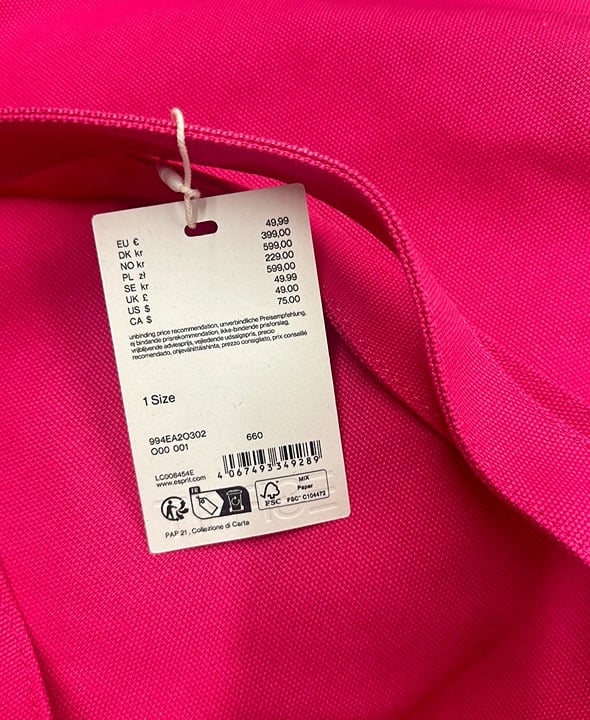 EU € 49,99
DK kr 399,00
NO kr 599,00
PL zł 229.00
SE kr 599,00
UK £ 49.99
US $ 49.00
CA $ 75.00
unbinding price recommendation, unverbindliche Preisempfehlung,
ej bindande prisrekommendation, ikke-bindende prisforslag,
vrijblijvende adviesprijs, vejledende udsalgspris, precio
recomendado, ohjevähittäishinta, prezzo consigliato, prix conseillé
1 Size
994EA2O302 660
O00 001
LC008454E
www.esprit.com
4 067493 349289
FR
FSC
MIX
Paper
FSC® C104472
PAP 21, Collezione di Carta